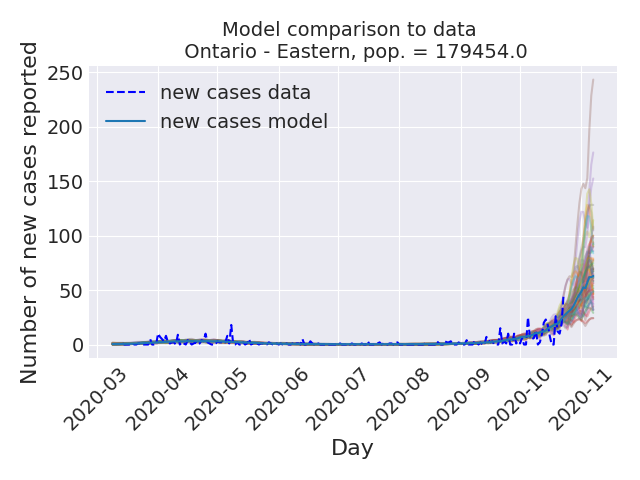 Model comparison to data
Ontario - Eastern, pop. = 179454.0
Number of new cases reported
250
200
150
100
50
0
new cases data
new cases model
2020-03
2020-04
2020-05
2020-06
2020-07
2020-08
2020-09
2020-10
2020-11
Day